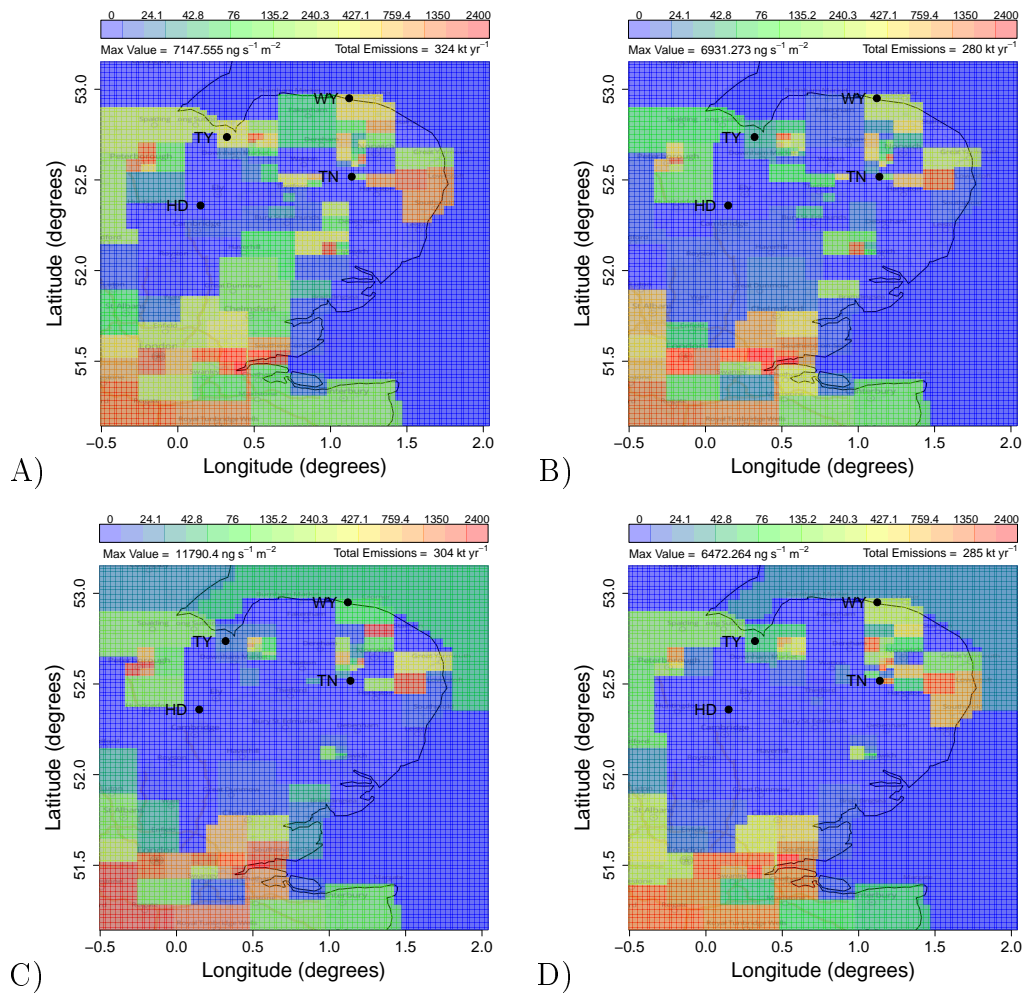 0 24.1 42.8 76 135.2 240.3 427.1 759.4 1350 2400
Max Value = 7147.555 ng s−1 m−2 Total Emissions = 324 kt yr−1
53.0
52.5
52.0
51.5
Latitude (degrees)
WY
TY
TN
HD
Peterborough
Chelmsford
London
−0.5 0.0 0.5 1.0 1.5 2.0
Longitude (degrees)
A)
0 24.1 42.8 76 135.2 240.3 427.1 759.4 1350 2400
Max Value = 6931.273 ng s−1 m−2 Total Emissions = 280 kt yr−1
53.0
52.5
52.0
51.5
Latitude (degrees)
WY
TY
TN
HD
−0.5 0.0 0.5 1.0 1.5 2.0
Longitude (degrees)
B)
0 24.1 42.8 76 135.2 240.3 427.1 759.4 1350 2400
Max Value = 11790.4 ng s−1 m−2 Total Emissions = 304 kt yr−1
53.0
52.5
52.0
51.5
Latitude (degrees)
WY
TY
TN
HD
−0.5 0.0 0.5 1.0 1.5 2.0
Longitude (degrees)
C)
0 24.1 42.8 76 135.2 240.3 427.1 759.4 1350 2400
Max Value = 6472.264 ng s−1 m−2 Total Emissions = 285 kt yr−1
53.0
52.5
52.0
51.5
Latitude (degrees)
WY
TY
TN
HD
Peterborough
−0.5 0.0 0.5 1.0 1.5 2.0
Longitude (degrees)
D)